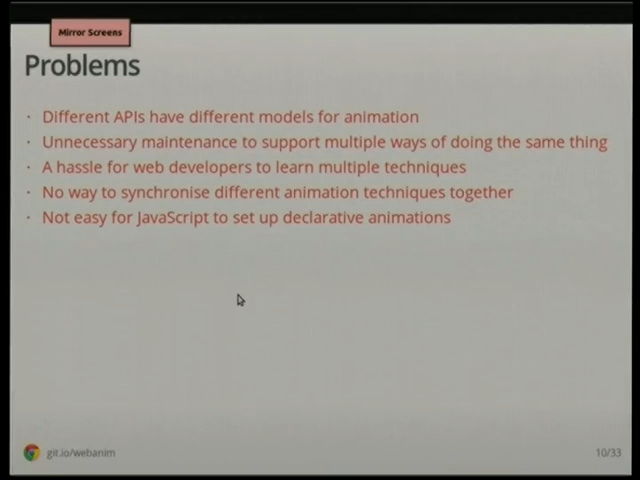 Mirror Screens
Problems
· Different APIs have different models for animation
· Unnecessary maintenance to support multiple ways of doing the same thing
· A hassle for web developers to learn multiple techniques
· No way to synchronise different animation techniques together
· Not easy for JavaScript to set up declarative animations
git.io/webanim
10/33